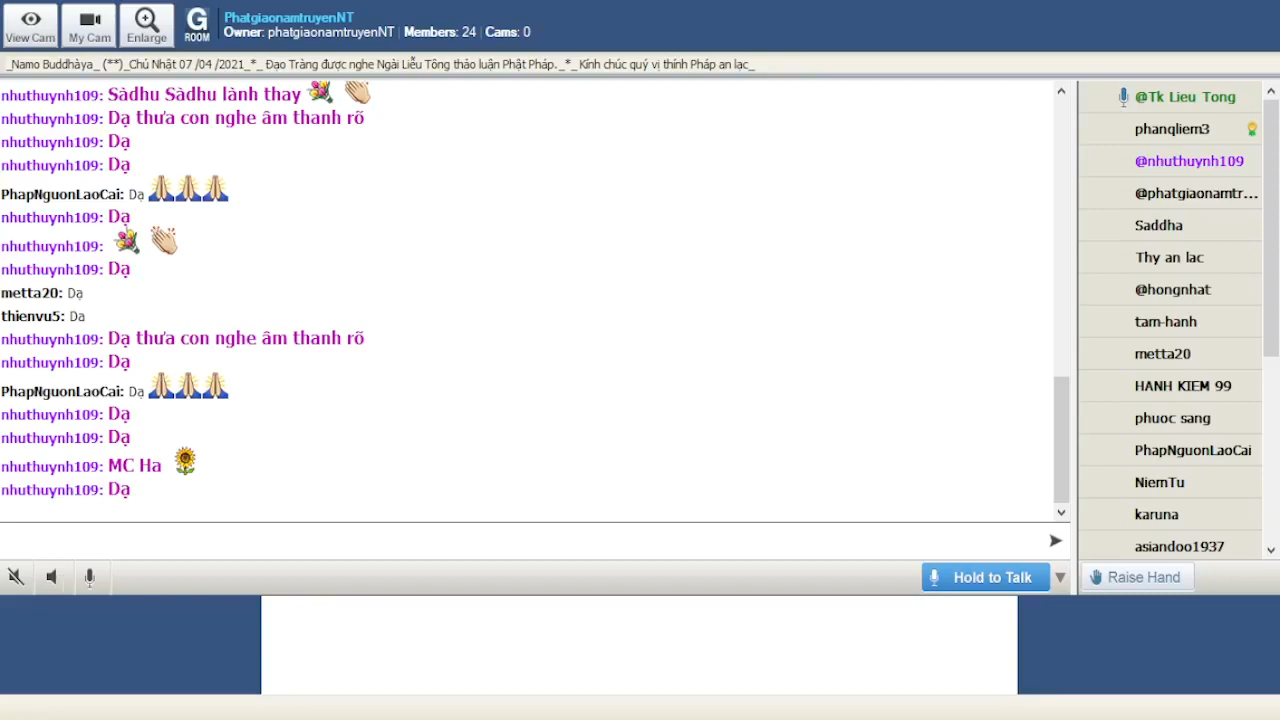 View Cam
My Cam
Enlarge
G
ROOM
PhatgiaonamtruyenNT
Owner: phatgiaonamtruyenNT | Members: 24 | Cams: 0
_Namo Buddhàya_ (**)_Chủ Nhật 07 /04 /2021_*_ Đạo Tràng được nghe Ngài Liễu Tông thảo luận Phật Pháp._*_Kính chúc quý vị thính Pháp an lạc_
nhuthuynh109: Sàdhu Sàdhu lành thay
nhuthuynh109: Dạ thưa con nghe âm thanh rõ
nhuthuynh109: Dạ
nhuthuynh109: Dạ
PhapNguonLaoCai: Dạ
nhuthuynh109: Dạ
nhuthuynh109:
nhuthuynh109: Dạ
metta20: Dạ
thienvu5: Da
nhuthuynh109: Dạ thưa con nghe âm thanh rõ
nhuthuynh109: Dạ
PhapNguonLaoCai: Dạ
nhuthuynh109: Dạ
nhuthuynh109: Dạ
nhuthuynh109: MC Ha
nhuthuynh109: Dạ
@Tk Lieu Tong
phanqliem3
@nhuthuynh109
@phatgiaonamtr...
Saddha
Thy an lac
@hongnhat
tam-hanh
metta20
HANH KIEM 99
phuoc sang
PhapNguonLaoCai
NiemTu
karuna
asiandoo1937
Hold to Talk
Raise Hand